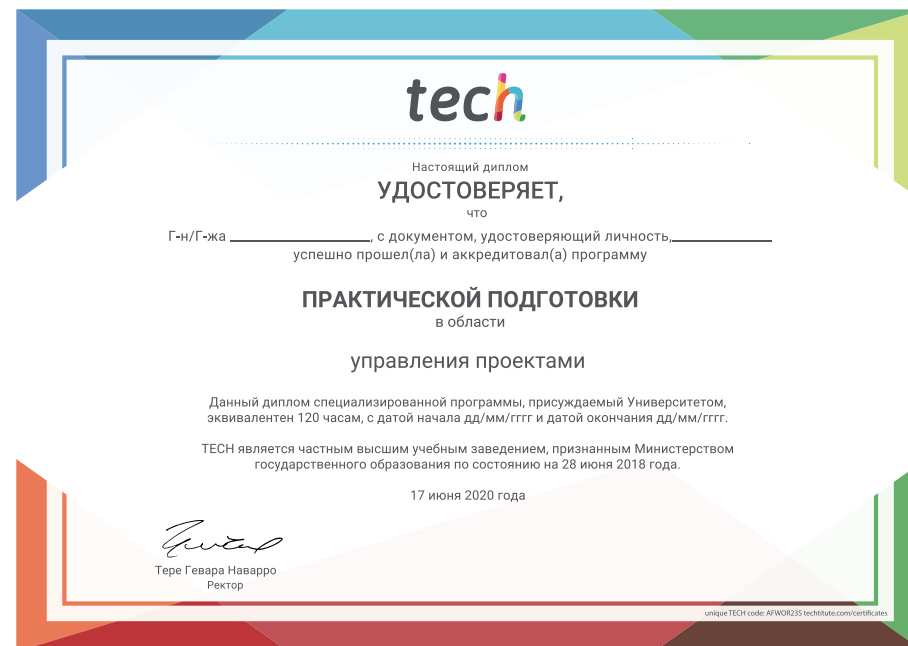 tech
Настоящий диплом
УДОСТОВЕРЯЕТ,
что
Г-н/Г-жа ____________________, с документом, удостоверяющий личность,______________
успешно прошел(ла) и аккредитовал(а) программу
ПРАКТИЧЕСКОЙ ПОДГОТОВКИ
в области
управления проектами
Данный диплом специализированной программы, присуждаемый Университетом,
эквивалентен 120 часам, с датой начала дд/мм/гггг и датой окончания дд/мм/гггг.
TECH является частным высшим учебным заведением, признанным Министерством
государственного образования по состоянию на 28 июня 2018 года.
17 июня 2020 года
Тере Гевара Наварро
Ректор
unique TECH code: AFWOR23S techtitute.com/certificates